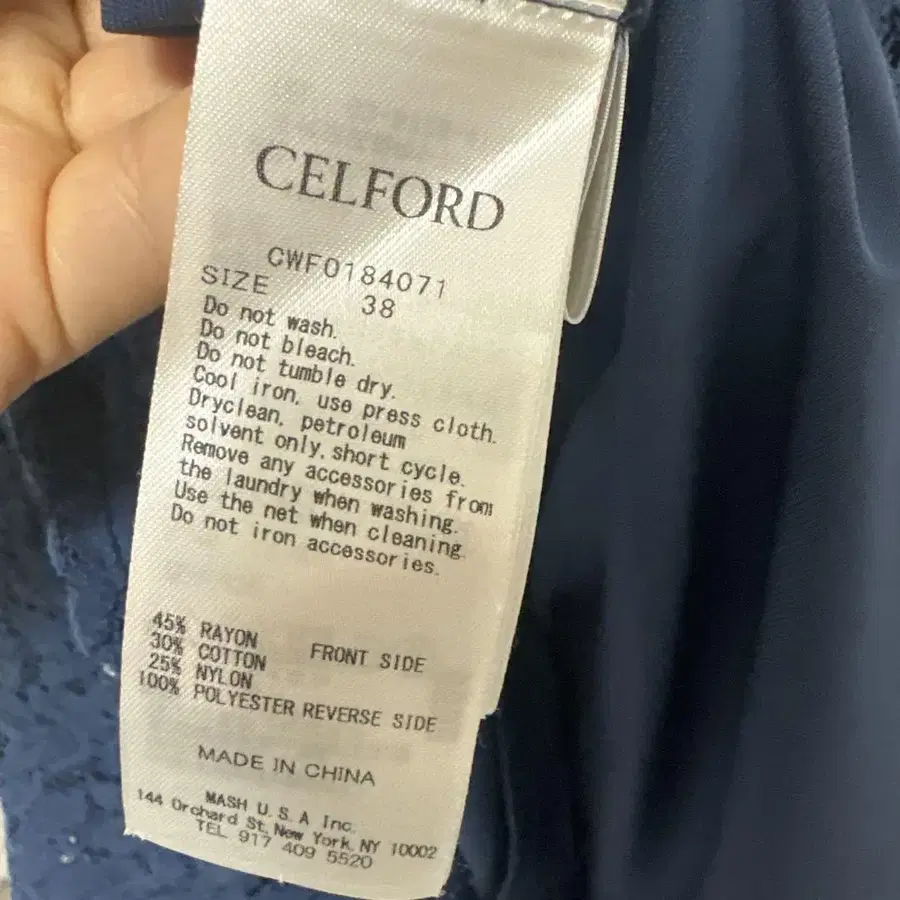 CELFORD
CWF0184071
SIZE 38
Do not wash.
Do not bleach.
Do not tumble dry.
Cool iron, use press cloth.
Dryclean, petroleum
solvent only, short cycle.
Remove any accessories from
the laundry when washing.
Use the net when cleaning.
Do not iron accessories.
45% RAYON
30% COTTON FRONT SIDE
25% NYLON
100% POLYESTER REVERSE SIDE
MADE IN CHINA
MASH U.S.A Inc.
144 Orchard St, New York, NY 10002
TEL 917 409 5520